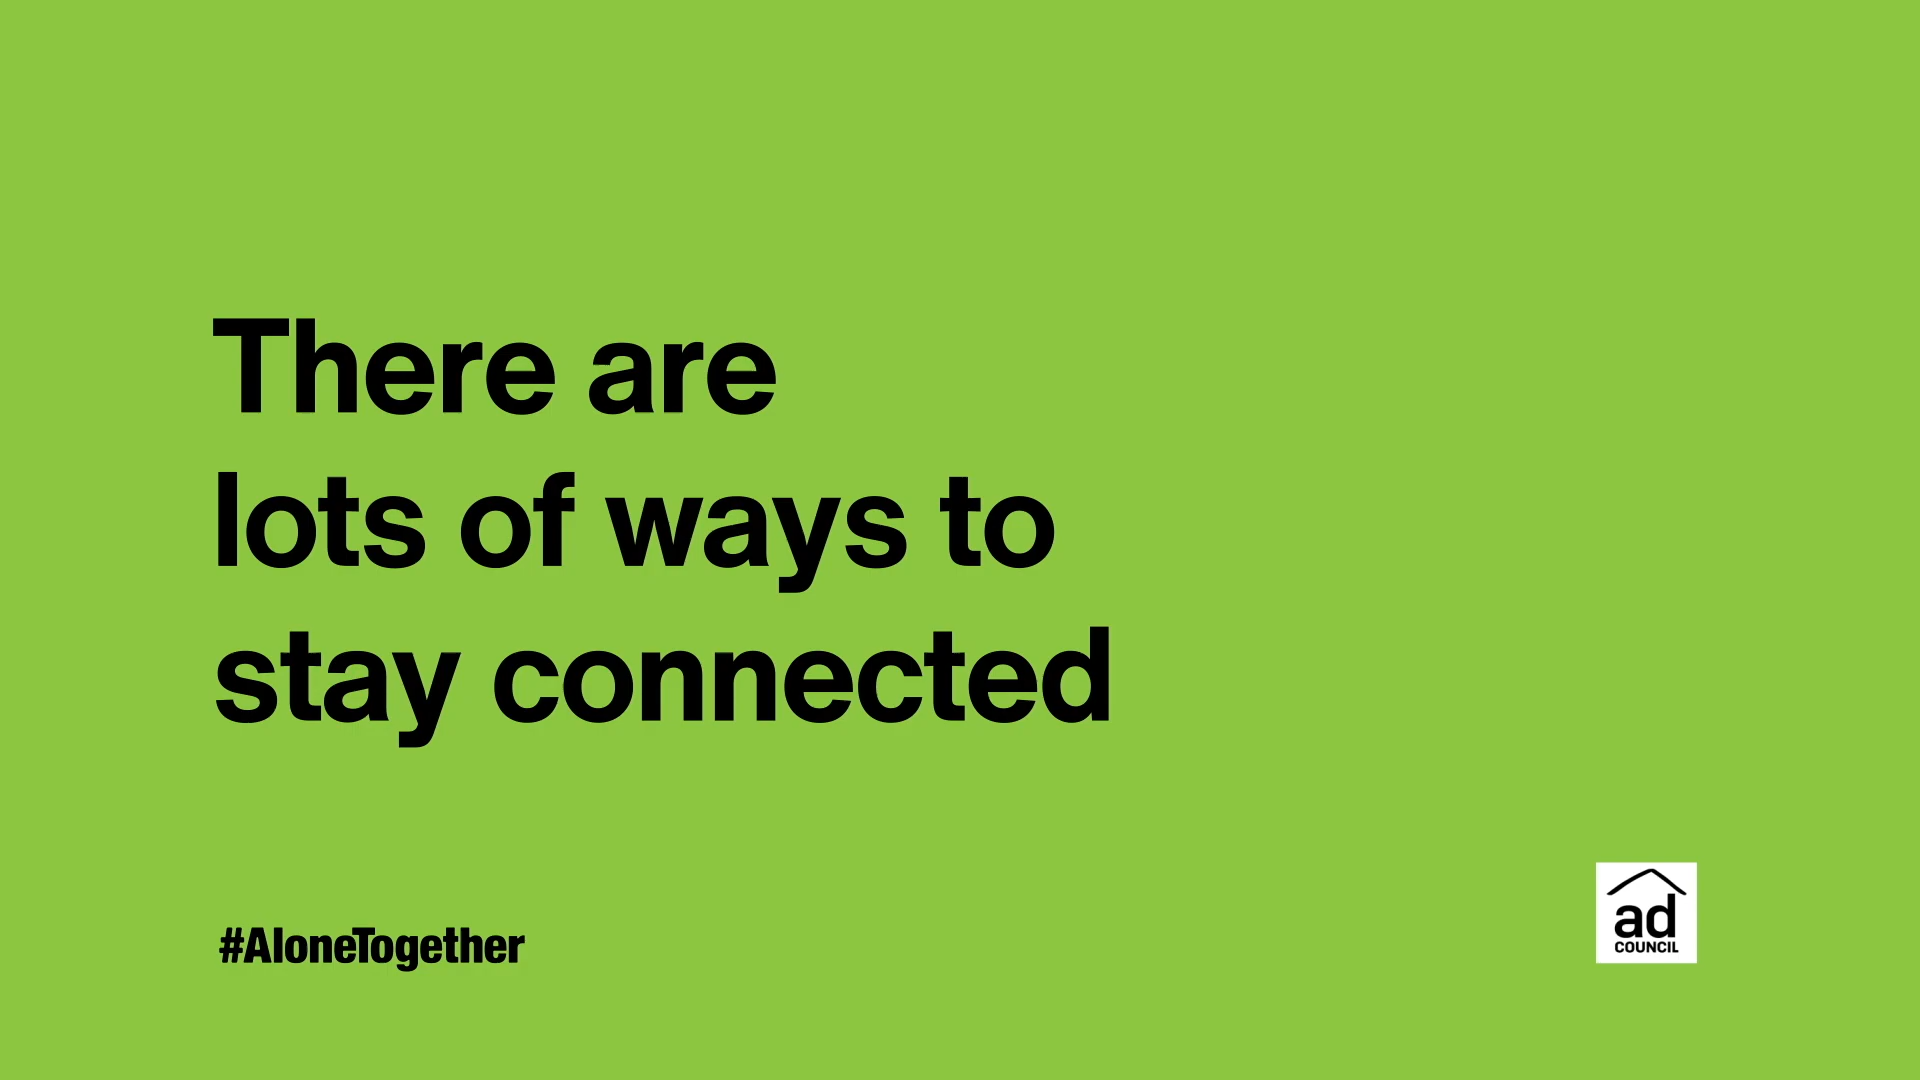 There are
lots of ways to
stay connected
#AloneTogether
ad
COUNCIL